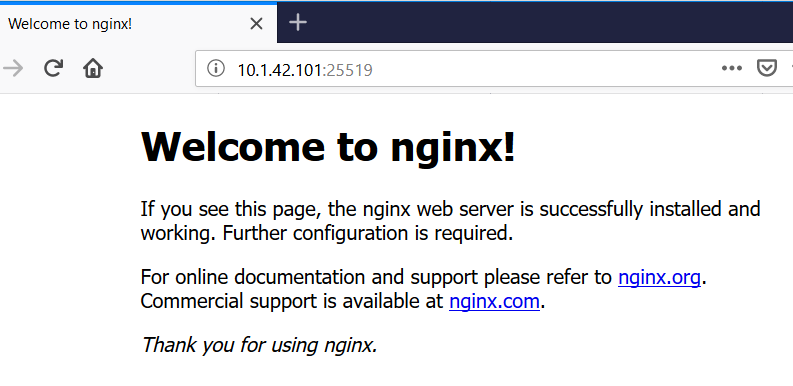 Welcome to nginx!
10.1.42.101:25519
Welcome to nginx!
If you see this page, the nginx web server is successfully installed and
working. Further configuration is required.
For online documentation and support please refer to nginx.org.
Commercial support is available at nginx.com.
Thank you for using nginx.